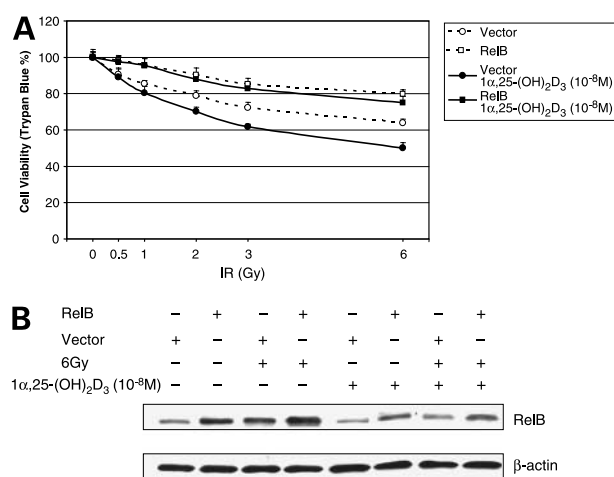 A
Cell Viability (Trypan Blue %)
120
100
80
60
40
20
0
0 0.5 1 2 3 6
IR (Gy)
Vector
RelB
Vector
1α,25-(OH)₂D₃ (10⁻⁸M)
RelB
1α,25-(OH)₂D₃ (10⁻⁸M)
B
RelB − + − + − + − +
Vector + − + − + − + −
6Gy − − + + − − + +
1α,25-(OH)₂D₃ (10⁻⁸M) − − − − + + + +
RelB
β-actin